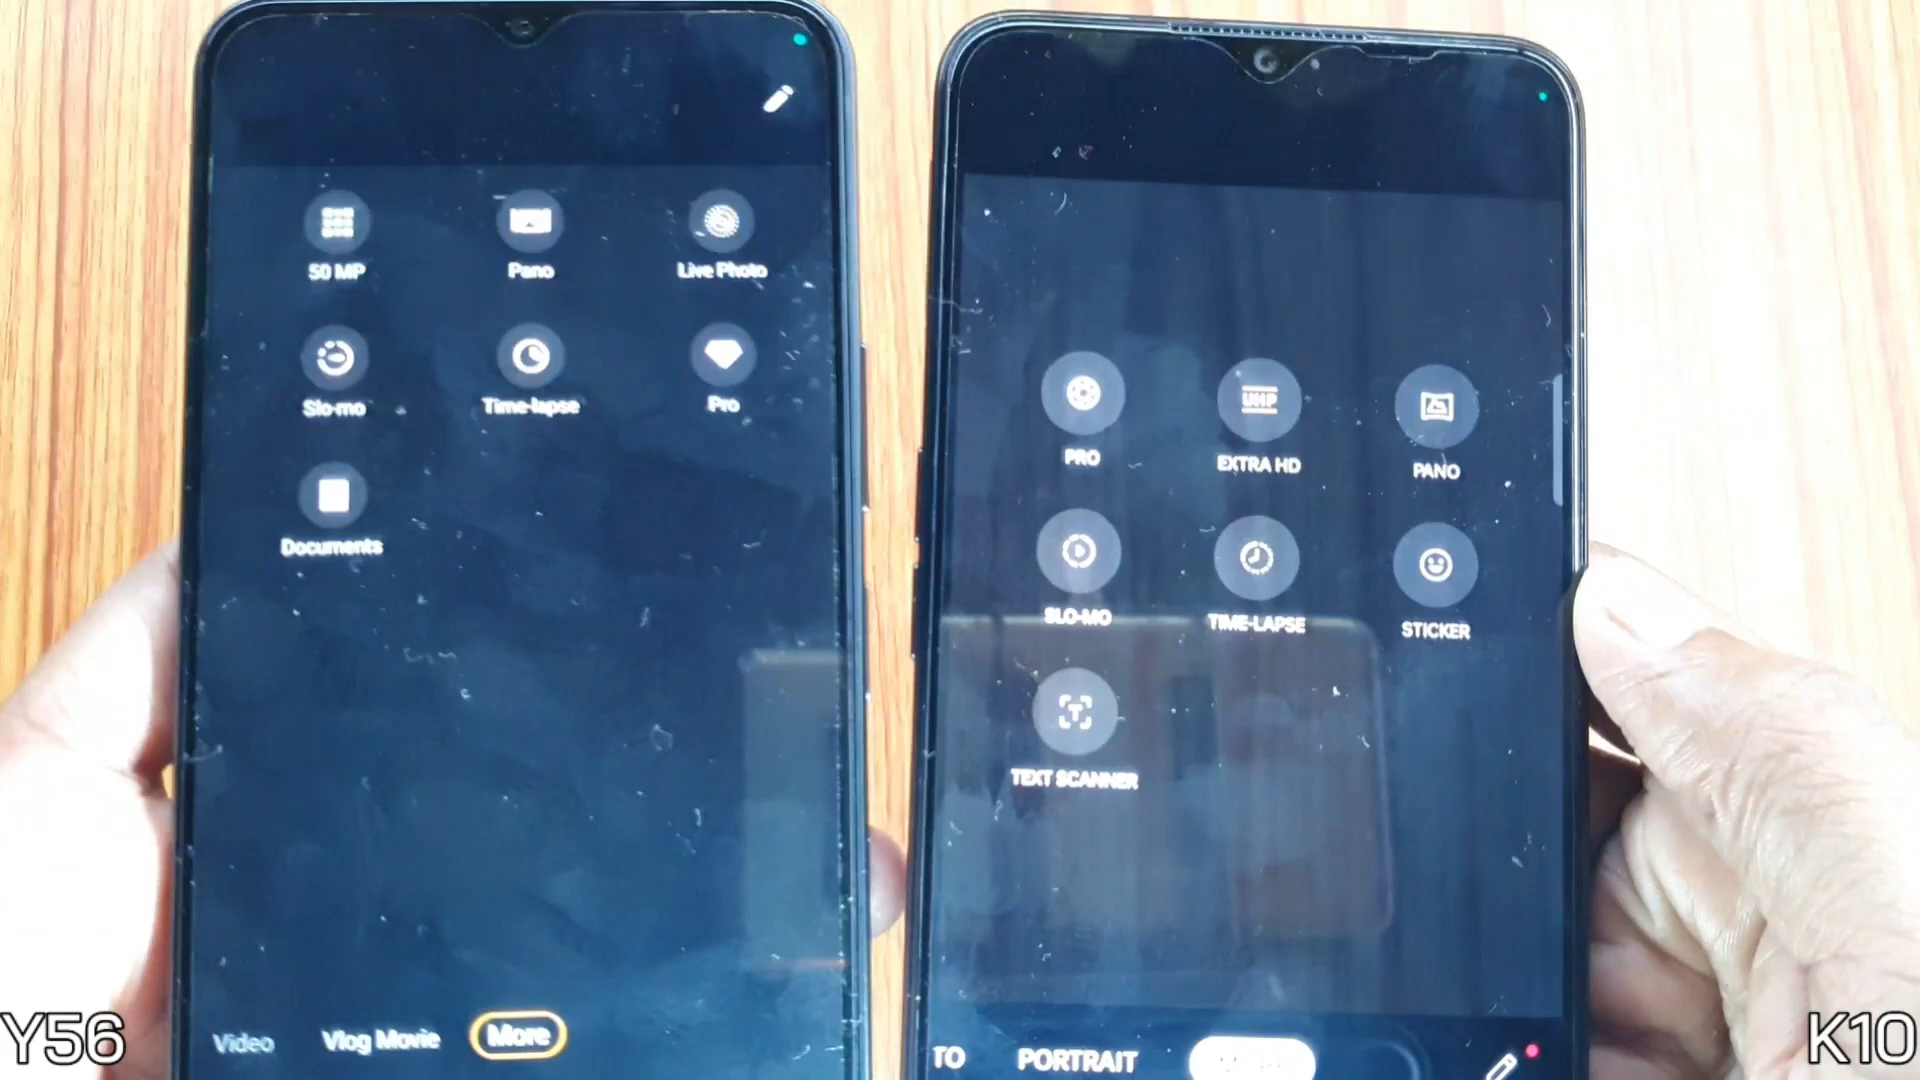 50 MP
Pano
Live Photo
Slo-mo
Time-lapse
Pro
Documents
Video
Vlog Movie
More
Y56
PRO
EXTRA HD
UHP
PANO
SLO-MO
TIME-LAPSE
STICKER
T
TEXT SCANNER
TO
PORTRAIT
K10